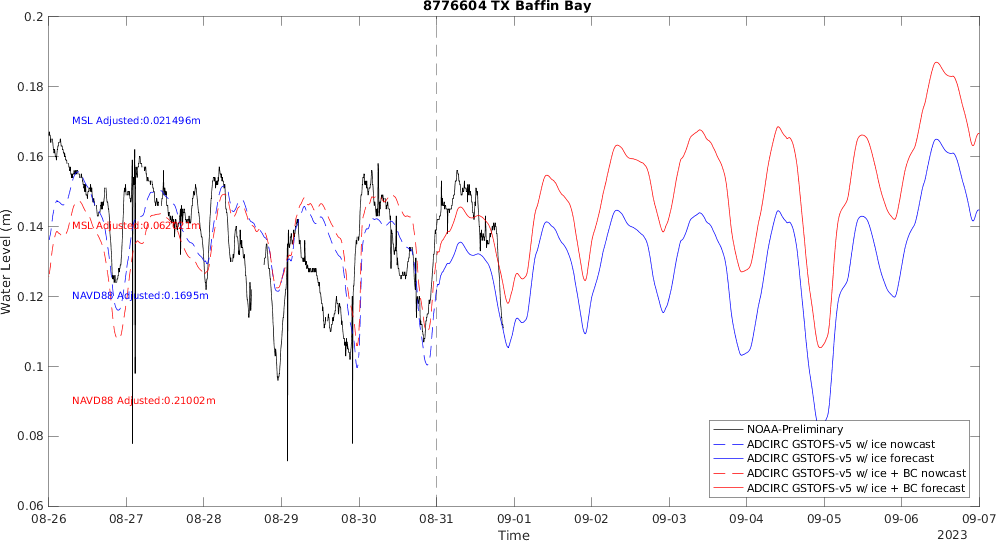 8776604 TX Baffin Bay
0.2
0.18
0.16
0.14
0.12
0.1
0.08
0.06
Water Level (m)
MSL Adjusted:0.021496m
MSL
NAVD88 Adjusted:0.1695m
NAVD88 Adjusted:0.21002m
NOAA-Preliminary
ADCIRC GSTOFS-v5 w/ ice nowcast
ADCIRC GSTOFS-v5 w/ ice forecast
ADCIRC GSTOFS-v5 w/ ice + BC nowcast
ADCIRC GSTOFS-v5 w/ ice + BC forecast
08-26 08-27 08-28 08-29 08-30 08-31 09-01 09-02 09-03 09-04 09-05 09-06 09-07
Time
2023